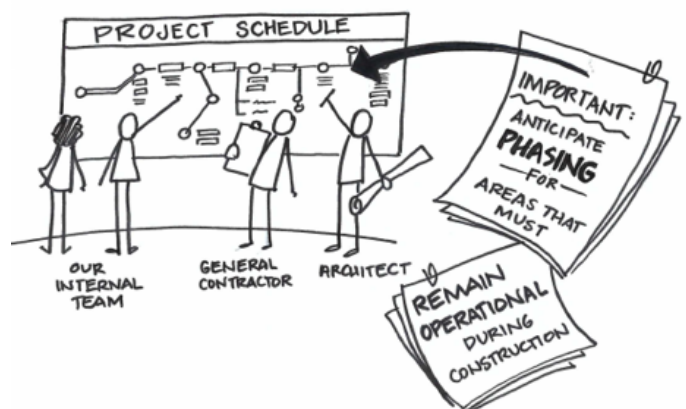 PROJECT SCHEDULE
OUR
INTERNAL
TEAM
GENERAL
CONTRACTOR
ARCHITECT
IMPORTANT:
ANTICIPATE
PHASING
FOR
AREAS THAT
MUST
REMAIN
OPERATIONAL
DURING
CONSTRUCTION